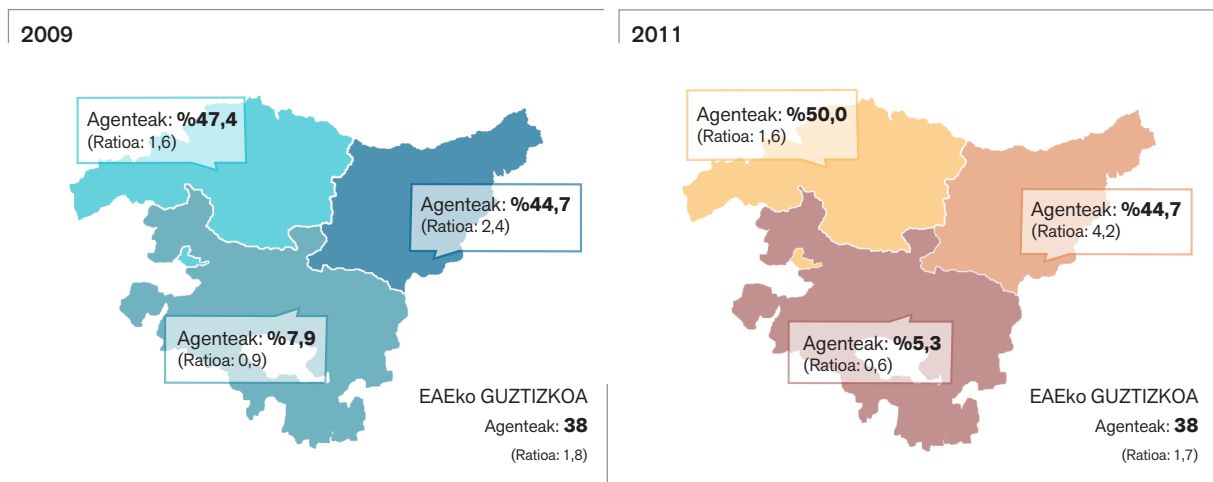 2009
Agenteak: %47,4
(Ratioa: 1,6)
Agenteak: %44,7
(Ratioa: 2,4)
Agenteak: %7,9
(Ratioa: 0,9)
EAEko GUZTIZKOA
Agenteak: 38
(Ratioa: 1,8)
2011
Agenteak: %50,0
(Ratioa: 1,6)
Agenteak: %44,7
(Ratioa: 4,2)
Agenteak: %5,3
(Ratioa: 0,6)
EAEko GUZTIZKOA
Agenteak: 38
(Ratioa: 1,7)